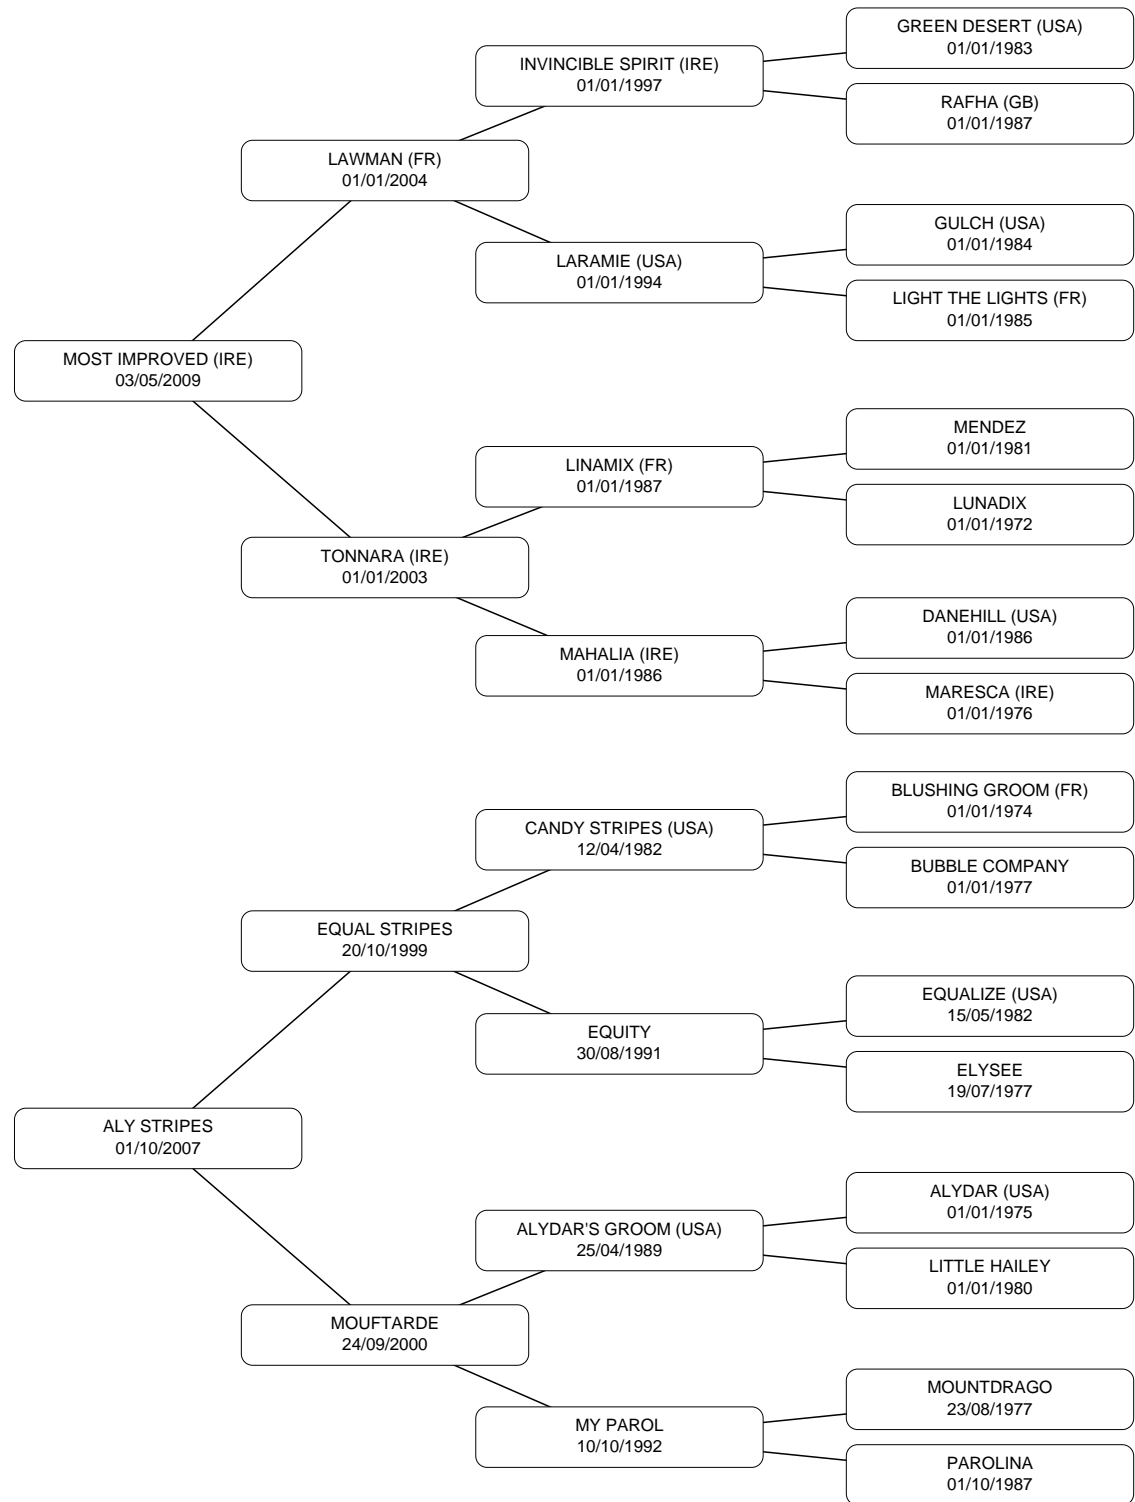 GREEN DESERT (USA)
01/01/1983
INVINCIBLE SPIRIT (IRE)
01/01/1997
RAFHA (GB)
01/01/1987
LAWMAN (FR)
01/01/2004
GULCH (USA)
01/01/1984
LARAMIE (USA)
01/01/1994
LIGHT THE LIGHTS (FR)
01/01/1985
MOST IMPROVED (IRE)
03/05/2009
MENDEZ
01/01/1981
LINAMIX (FR)
01/01/1987
LUNADIX
01/01/1972
TONNARA (IRE)
01/01/2003
DANEHILL (USA)
01/01/1986
MAHALIA (IRE)
01/01/1986
MARESCA (IRE)
01/01/1976
BLUSHING GROOM (FR)
01/01/1974
CANDY STRIPES (USA)
12/04/1982
BUBBLE COMPANY
01/01/1977
EQUAL STRIPES
20/10/1999
EQUALIZE (USA)
15/05/1982
EQUITY
30/08/1991
ELYSEE
19/07/1977
ALY STRIPES
01/10/2007
ALYDAR (USA)
01/01/1975
ALYDAR'S GROOM (USA)
25/04/1989
LITTLE HAILEY
01/01/1980
MOUFTARDE
24/09/2000
MOUNTDRAGO
23/08/1977
MY PAROL
10/10/1992
PAROLINA
01/10/1987